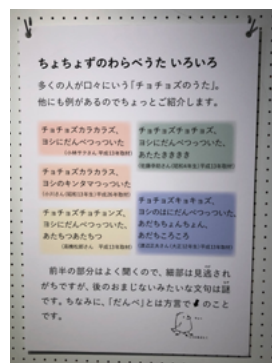 ちょちょずのわらべうた いろいろ
多くの人が口々にいう「チョチョズのうた」。
他にも例があるのでちょっとご紹介します。
チョチョズカラカラズ、
ヨシにだんべつっついた
チョチョズカラカラズ、
ヨシのキンタマつっついた
チョチョズチョチョンズ、
ヨシにだんべつっついた、
あたちつあたちつ
チョチョズチョチョズ、
ヨシにだんべつっついた、
あたたきききき
チョチョズキョキョズ、
ヨシのほにだんべつっついた、
あだちちょんちょん、
あだちころころ
前半の部分はよく聞くので、細部は見逃され
がちですが、後のおまじないみたいな文句は謎
です。ちなみに、「だんべ」とは方言で のこと
です。